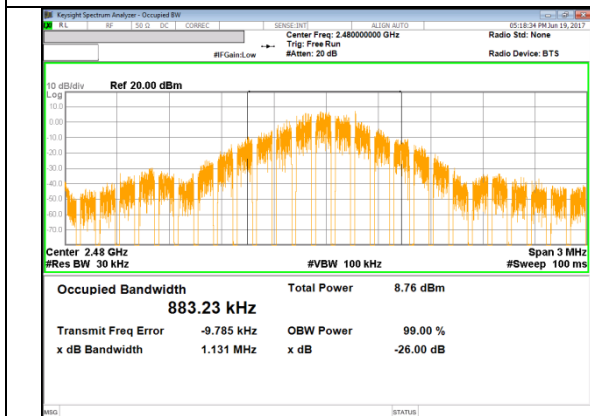 Keysight Spectrum Analyzer - Occupied BW
RL RF 50 Ω DC CORREC SENSE:INT ALIGN AUTO 05:18:34 PM Jun 19, 2017
Center Freq: 2.480000000 GHz Radio Std: None
Trig: Free Run
#IFGain:Low #Atten: 20 dB Radio Device: BTS
10 dB/div Ref 20.00 dBm
Log
10.0
0.00
-10.0
-20.0
-30.0
-40.0
-50.0
-60.0
-70.0
Center 2.48 GHz Span 3 MHz
#Res BW 30 kHz #VBW 100 kHz #Sweep 100 ms
Occupied Bandwidth Total Power 8.76 dBm
883.23 kHz
Transmit Freq Error -9.785 kHz OBW Power 99.00 %
x dB Bandwidth 1.131 MHz x dB -26.00 dB
MSG STATUS